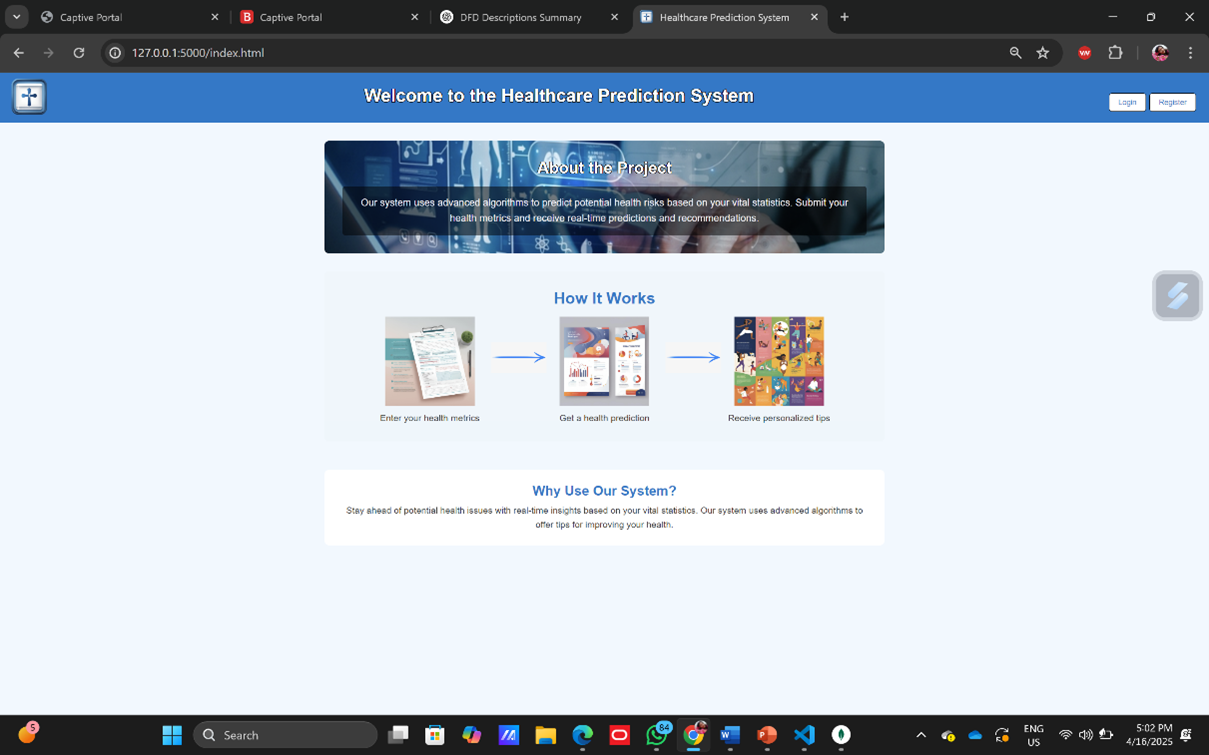 Captive Portal
B Captive Portal
DFD Descriptions Summary
Healthcare Prediction System
127.0.0.1:5000/index.html
Welcome to the Healthcare Prediction System
Login
Register
About the Project
Our system uses advanced algorithms to predict potential health risks based on your vital statistics. Submit your
health metrics and receive real-time predictions and recommendations.
How It Works
Enter your health metrics
Get a health prediction
Receive personalized tips
Why Use Our System?
Stay ahead of potential health issues with real-time insights based on your vital statistics. Our system uses advanced algorithms to
offer tips for improving your health.
5
Search
84
ENG
US
5:02 PM
4/16/2025